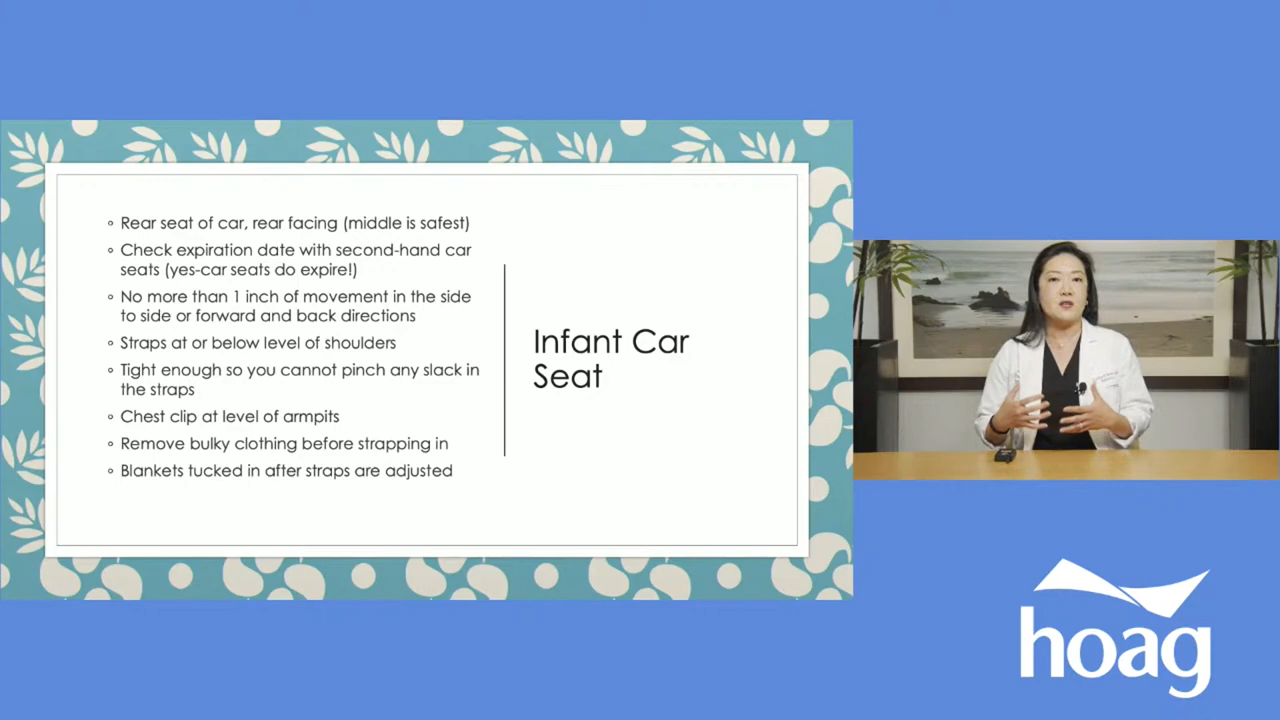 Rear seat of car, rear facing (middle is safest)
Check expiration date with second-hand car
seats (yes-car seats do expire!)
No more than 1 inch of movement in the side
to side or forward and back directions
Straps at or below level of shoulders
Tight enough so you cannot pinch any slack in
the straps
Chest clip at level of armpits
Remove bulky clothing before strapping in
Blankets tucked in after straps are adjusted
Infant Car
Seat
hoag